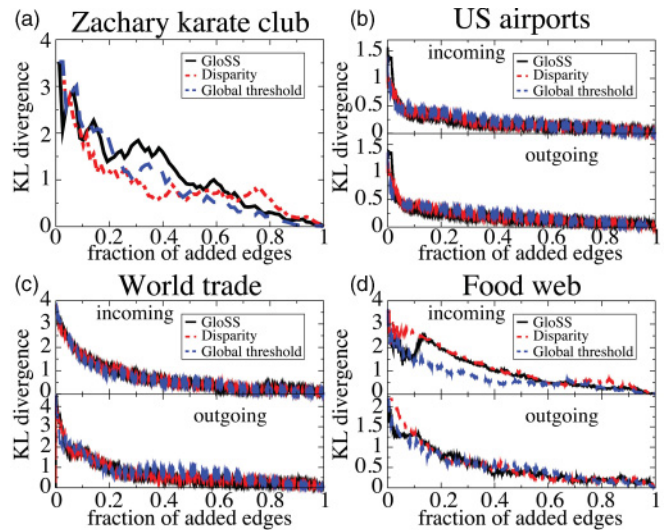 (a) Zachary karate club
4
3
2
1
0
KL divergence
GloSS
Disparity
Global threshold
0 0.2 0.4 0.6 0.8 1
fraction of added edges
(b) US airports
1.5
1
0.5
0
incoming
GloSS
Disparity
Global threshold
1.5
1
0.5
0
outgoing
KL divergence
0 0.2 0.4 0.6 0.8 1
fraction of added edges
(c) World trade
4
3
2
1
0
incoming
GloSS
Disparity
Global threshold
4
3
2
1
0
outgoing
KL divergence
0 0.2 0.4 0.6 0.8 1
fraction of added edges
(d) Food web
4
3
2
1
0
incoming
GloSS
Disparity
Global threshold
2
1.5
1
0.5
0
outgoing
KL divergence
0 0.2 0.4 0.6 0.8 1
fraction of added edges